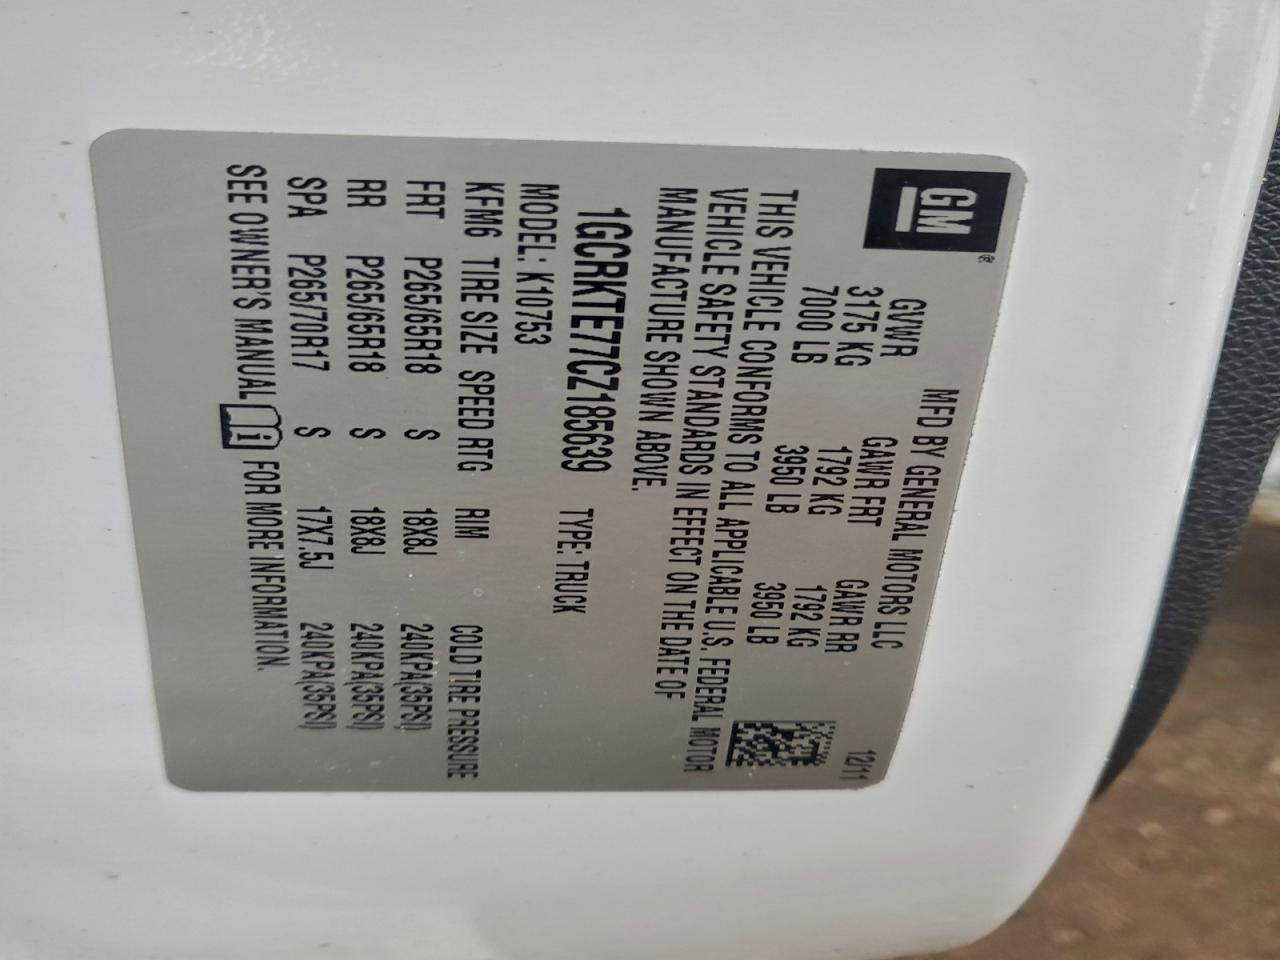 GM®
MFD BY GENERAL MOTORS LLC 12/11
GVWR GAWR FRT GAWR RR
3175 KG 1792 KG 1792 KG
7000 LB 3950 LB 3950 LB
THIS VEHICLE CONFORMS TO ALL APPLICABLE U.S. FEDERAL MOTOR
VEHICLE SAFETY STANDARDS IN EFFECT ON THE DATE OF
MANUFACTURE SHOWN ABOVE.
1GCRKTE77CZ185639 TYPE: TRUCK
MODEL: K10753
KFM6 TIRE SIZE SPEED RTG RIM COLD TIRE PRESSURE
FRT P265/65R18 S 18X8J 240KPA(35PSI)
RR P265/65R18 S 18X8J 240KPA(35PSI)
SPA P265/70R17 S 17X7.5J 240KPA(35PSI)
SEE OWNER'S MANUAL i FOR MORE INFORMATION.